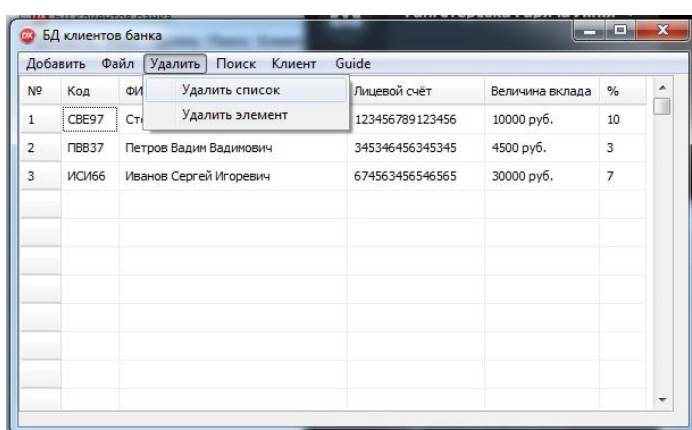 БД клиентов банка
Добавить Файл Удалить Поиск Клиент Guide
Удалить список
Удалить элемент
№ Код Лицевой счёт Величина вклада %
1 СВЕ97 123456789123456 10000 руб. 10
2 ПВВ37 Петров Вадим Вадимович 345346456345345 4500 руб. 3
3 ИСИ66 Иванов Сергей Игоревич 674563456546565 30000 руб. 7